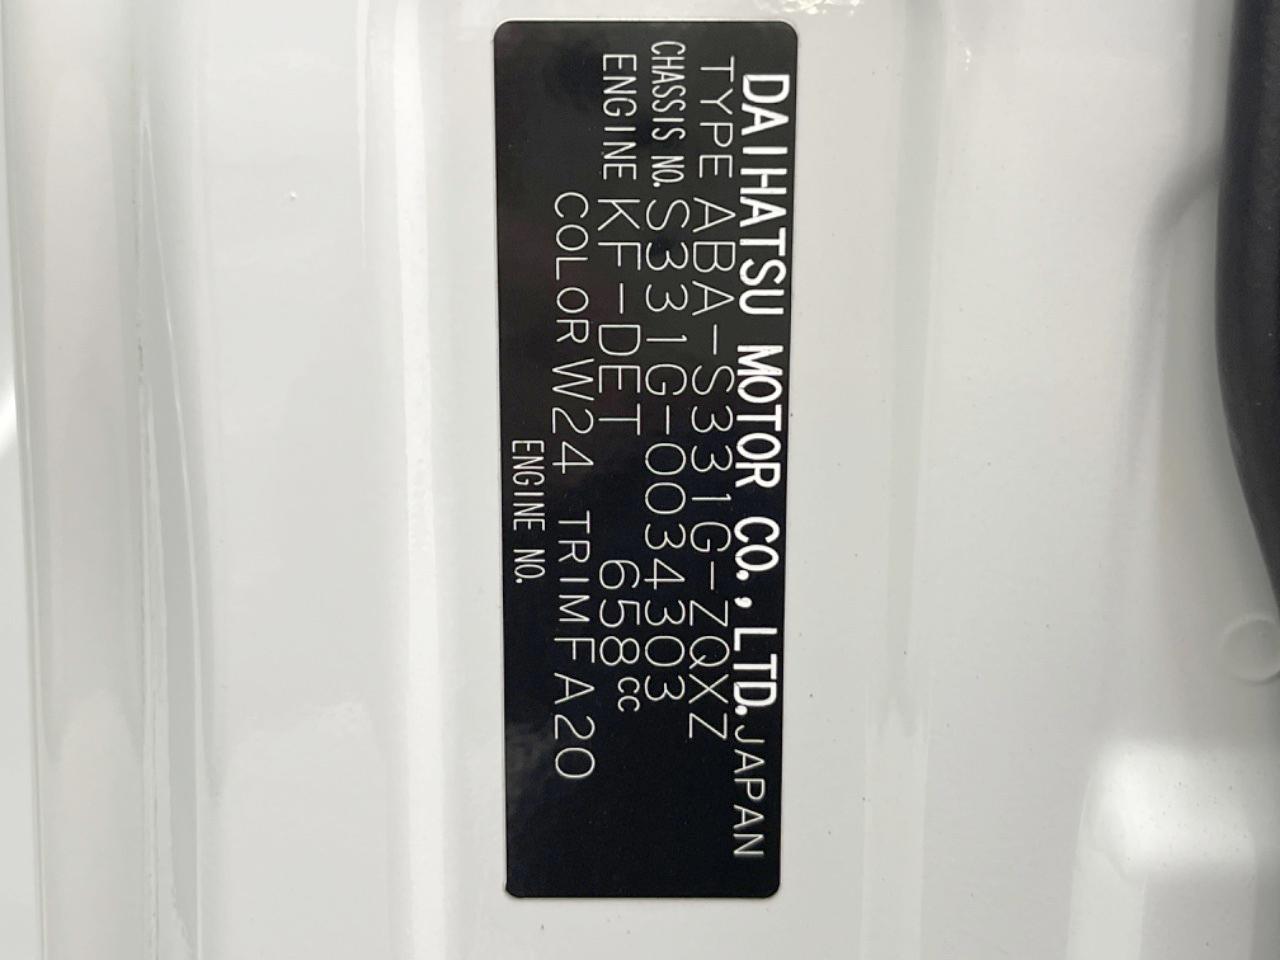 DAIHATSU MOTOR CO., LTD. JAPAN
TYPE ABA-S331G-ZQXZ
CHASSIS NO. S331G-0034303
ENGINE KF-DET 658cc
COLOR W24 TRIM FA20
ENGINE NO.